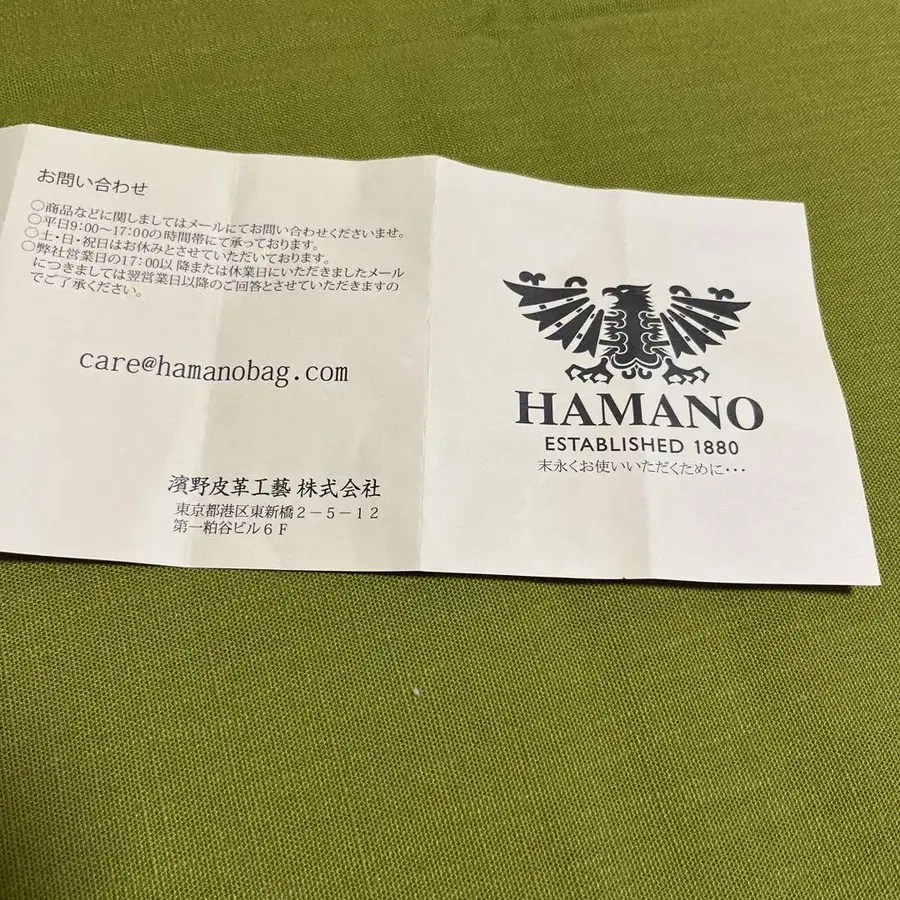 お問い合わせ
○商品などに関しましてはメールにてお問い合わせくださいませ。
○平日9:00〜17:00の時間帯にて承っております。
○土・日・祝日はお休みとさせていただいております。
○弊社営業日の17:00以降または休業日にいただきましたメール
につきましては翌営業日以降のご回答とさせていただきますの
でご了承ください。
care@hamanobag.com
濱野皮革工藝 株式会社
東京都港区東新橋2-5-12
第一粕谷ビル6F
HAMANO
ESTABLISHED 1880
末永くお使いいただくために･･･